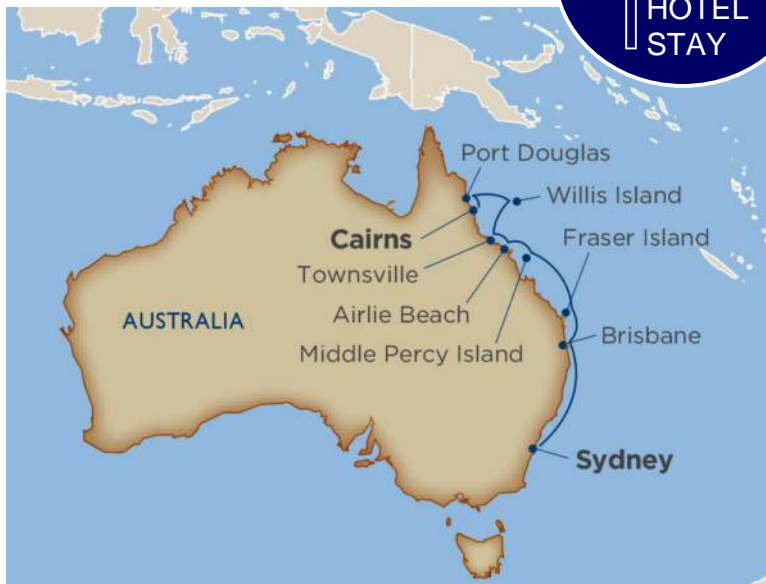 HOTEL
STAY
Port Douglas
Willis Island
Cairns
Fraser Island
Townsville
Airlie Beach
AUSTRALIA
Middle Percy Island
Brisbane
Sydney